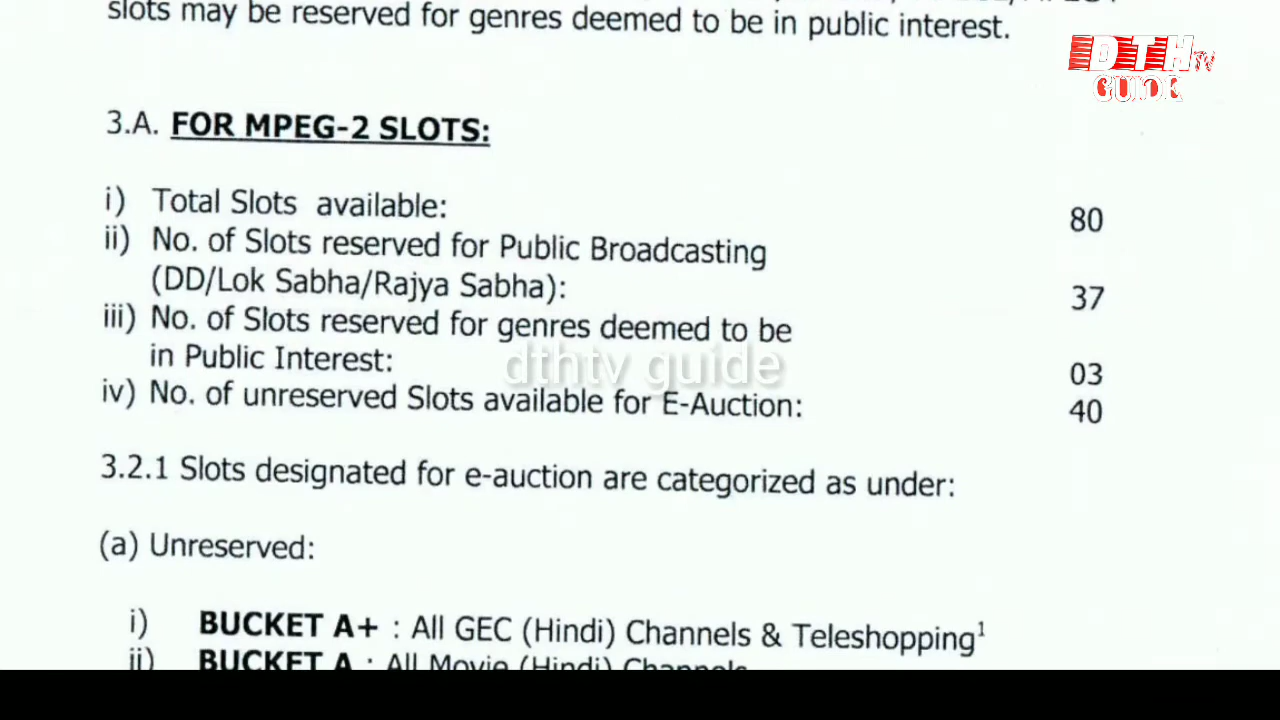 slots may be reserved for genres deemed to be in public interest.
DTHTV
GUIDE
3.A. FOR MPEG-2 SLOTS:
i) Total Slots available: 80
ii) No. of Slots reserved for Public Broadcasting
(DD/Lok Sabha/Rajya Sabha): 37
iii) No. of Slots reserved for genres deemed to be
in Public Interest: 03
dthtv guide
iv) No. of unreserved Slots available for E-Auction: 40
3.2.1 Slots designated for e-auction are categorized as under:
(a) Unreserved:
i) BUCKET A+ : All GEC (Hindi) Channels & Teleshopping¹
ii) BUCKET A : All Movie (Hindi) Channels